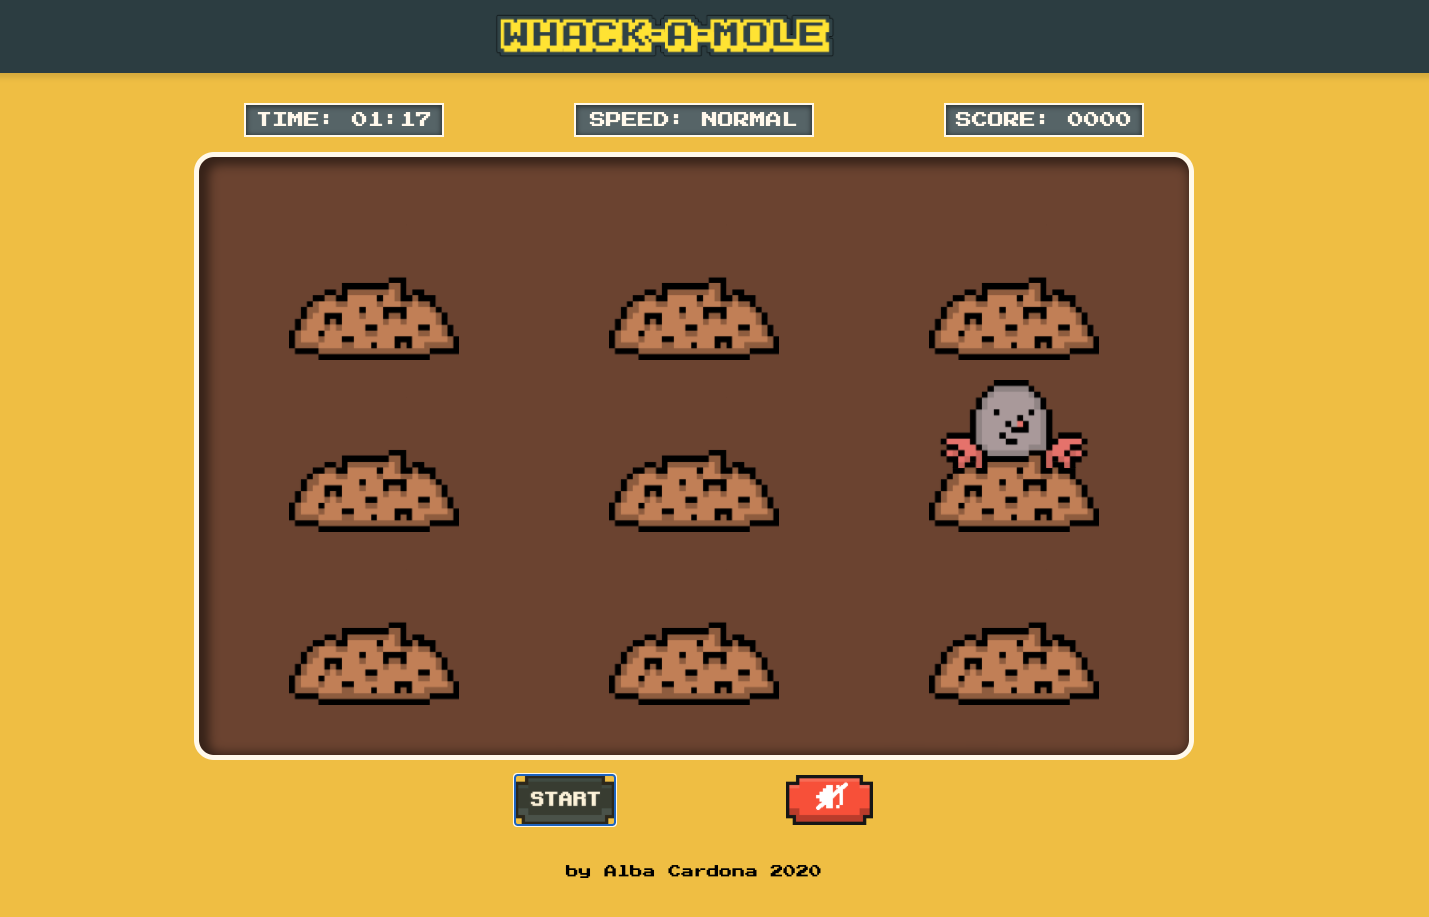 WHACK-A-MOLE
TIME: 01:17
SPEED: NORMAL
SCORE: 0000
START
by Alba Cardona 2020